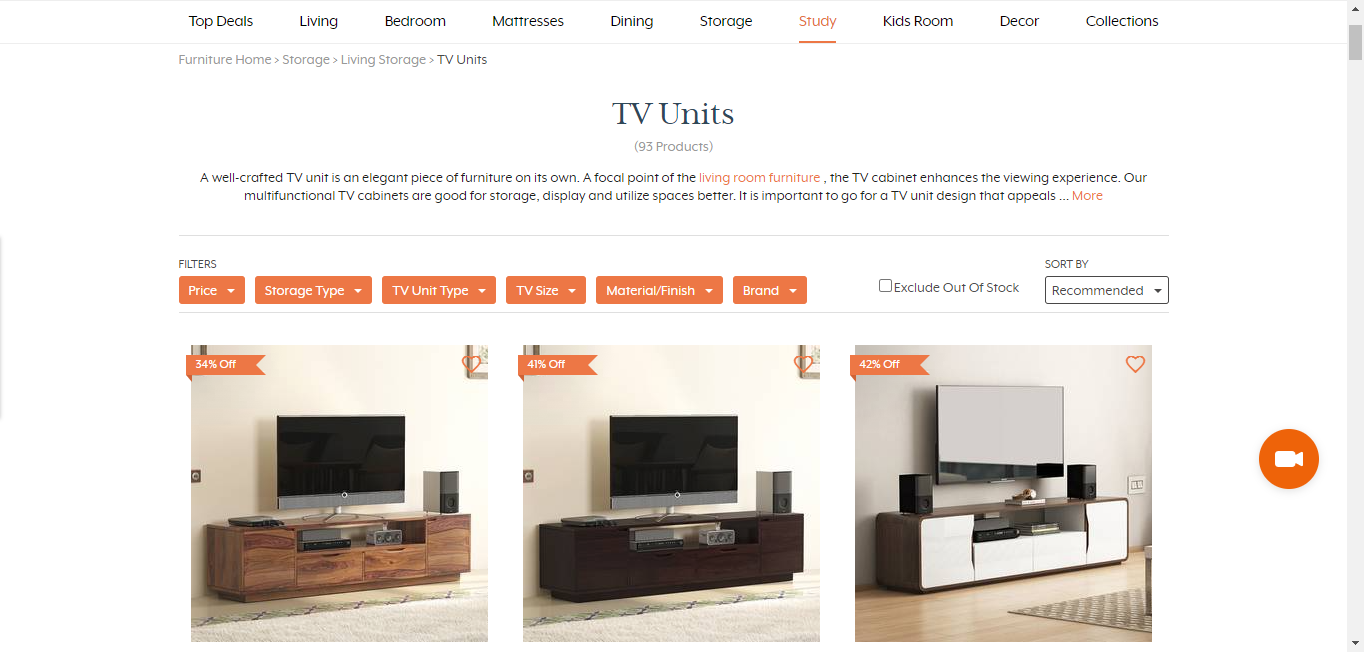 Top Deals Living Bedroom Mattresses Dining Storage Study Kids Room Decor Collections
Furniture Home > Storage > Living Storage > TV Units
TV Units
(93 Products)
A well-crafted TV unit is an elegant piece of furniture on its own. A focal point of the living room furniture , the TV cabinet enhances the viewing experience. Our
multifunctional TV cabinets are good for storage, display and utilize spaces better. It is important to go for a TV unit design that appeals ... More
FILTERS
SORT BY
Price Storage Type TV Unit Type TV Size Material/Finish Brand
Exclude Out Of Stock
Recommended
34% Off
41% Off
42% Off